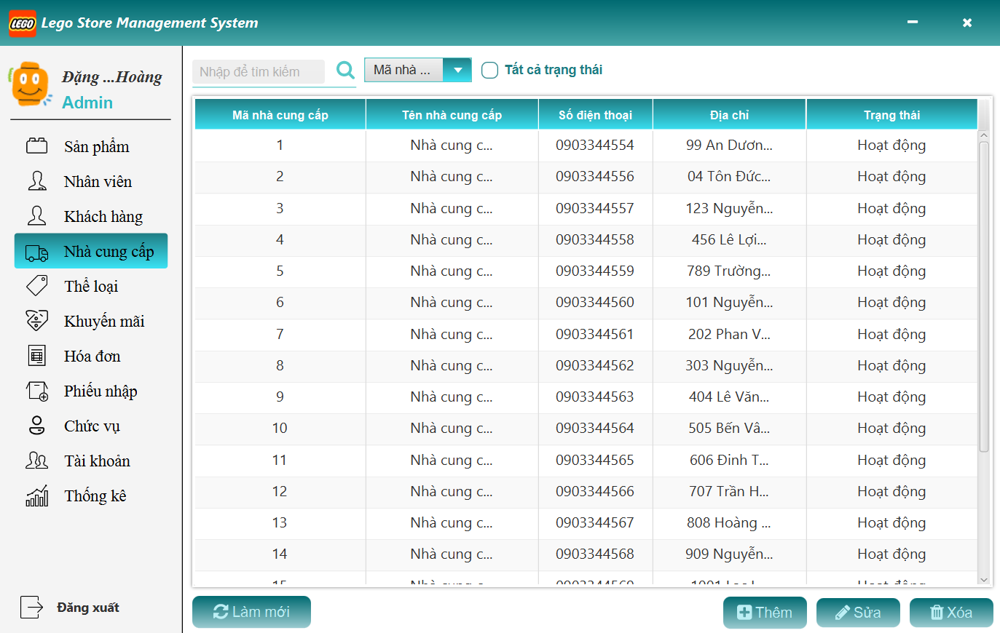 LEGO Lego Store Management System
Đặng ...Hoàng
Admin
Sản phẩm
Nhân viên
Khách hàng
Nhà cung cấp
Thể loại
Khuyến mãi
Hóa đơn
Phiếu nhập
Chức vụ
Tài khoản
Thống kê
Đăng xuất
Nhập để tìm kiếm Mã nhà ... Tất cả trạng thái
Mã nhà cung cấp Tên nhà cung cấp Số điện thoại Địa chỉ Trạng thái
1 Nhà cung c... 0903344554 99 An Dươn... Hoạt động
2 Nhà cung c... 0903344556 04 Tôn Đức... Hoạt động
3 Nhà cung c... 0903344557 123 Nguyễn... Hoạt động
4 Nhà cung c... 0903344558 456 Lê Lợi... Hoạt động
5 Nhà cung c... 0903344559 789 Trường... Hoạt động
6 Nhà cung c... 0903344560 101 Nguyễn... Hoạt động
7 Nhà cung c... 0903344561 202 Phan V... Hoạt động
8 Nhà cung c... 0903344562 303 Nguyễn... Hoạt động
9 Nhà cung c... 0903344563 404 Lê Văn... Hoạt động
10 Nhà cung c... 0903344564 505 Bến Vâ... Hoạt động
11 Nhà cung c... 0903344565 606 Đinh T... Hoạt động
12 Nhà cung c... 0903344566 707 Trần H... Hoạt động
13 Nhà cung c... 0903344567 808 Hoàng ... Hoạt động
14 Nhà cung c... 0903344568 909 Nguyễn... Hoạt động
Làm mới Thêm Sửa Xóa